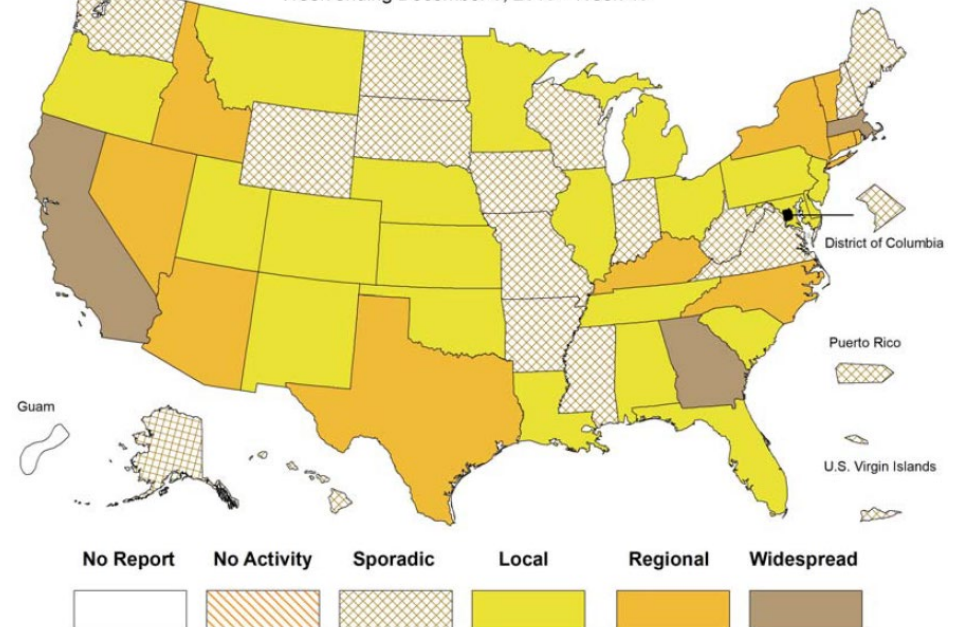 District of Columbia
Puerto Rico
Guam
U.S. Virgin Islands
No Report No Activity Sporadic Local Regional Widespread